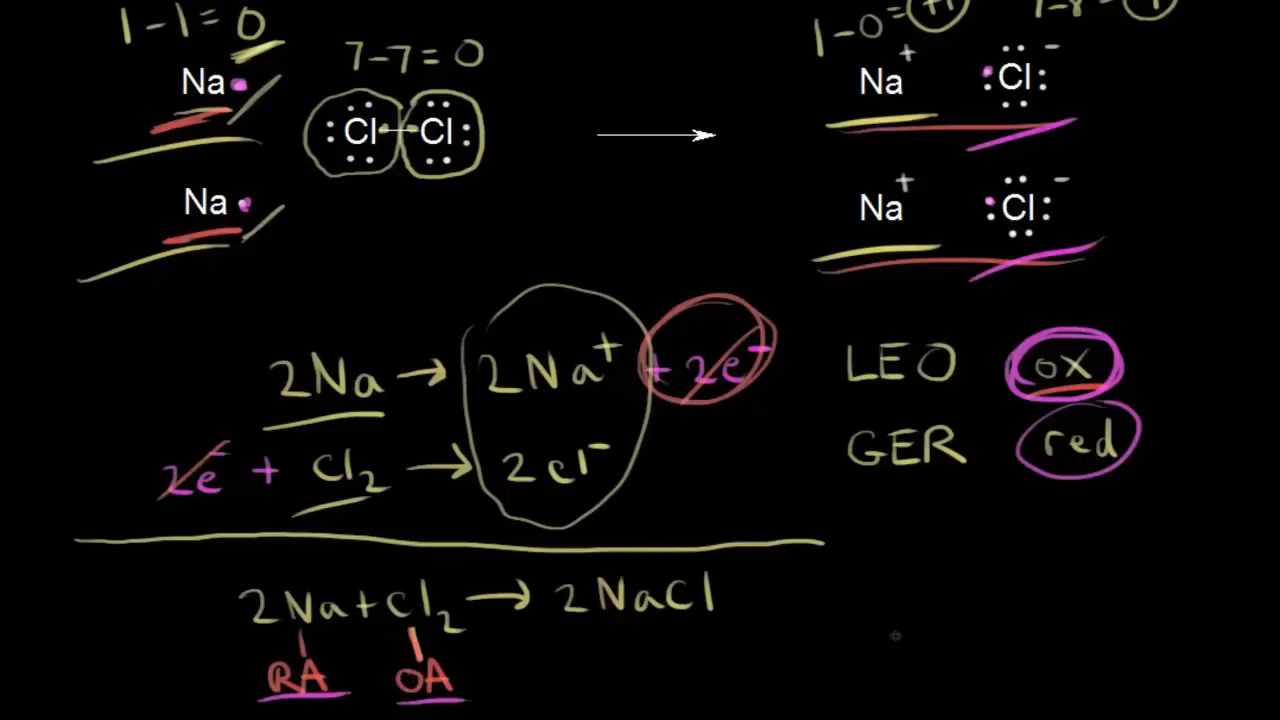 1-1=0
7-7=0
1-0=+1
7-8=-1
Na
Cl—Cl
Na+ Cl-
Na
Na+ Cl-
2Na → 2Na+ + 2e-
LEO ox
2e- + Cl2 → 2Cl-
GER red
2Na+Cl2 → 2NaCl
RA OA